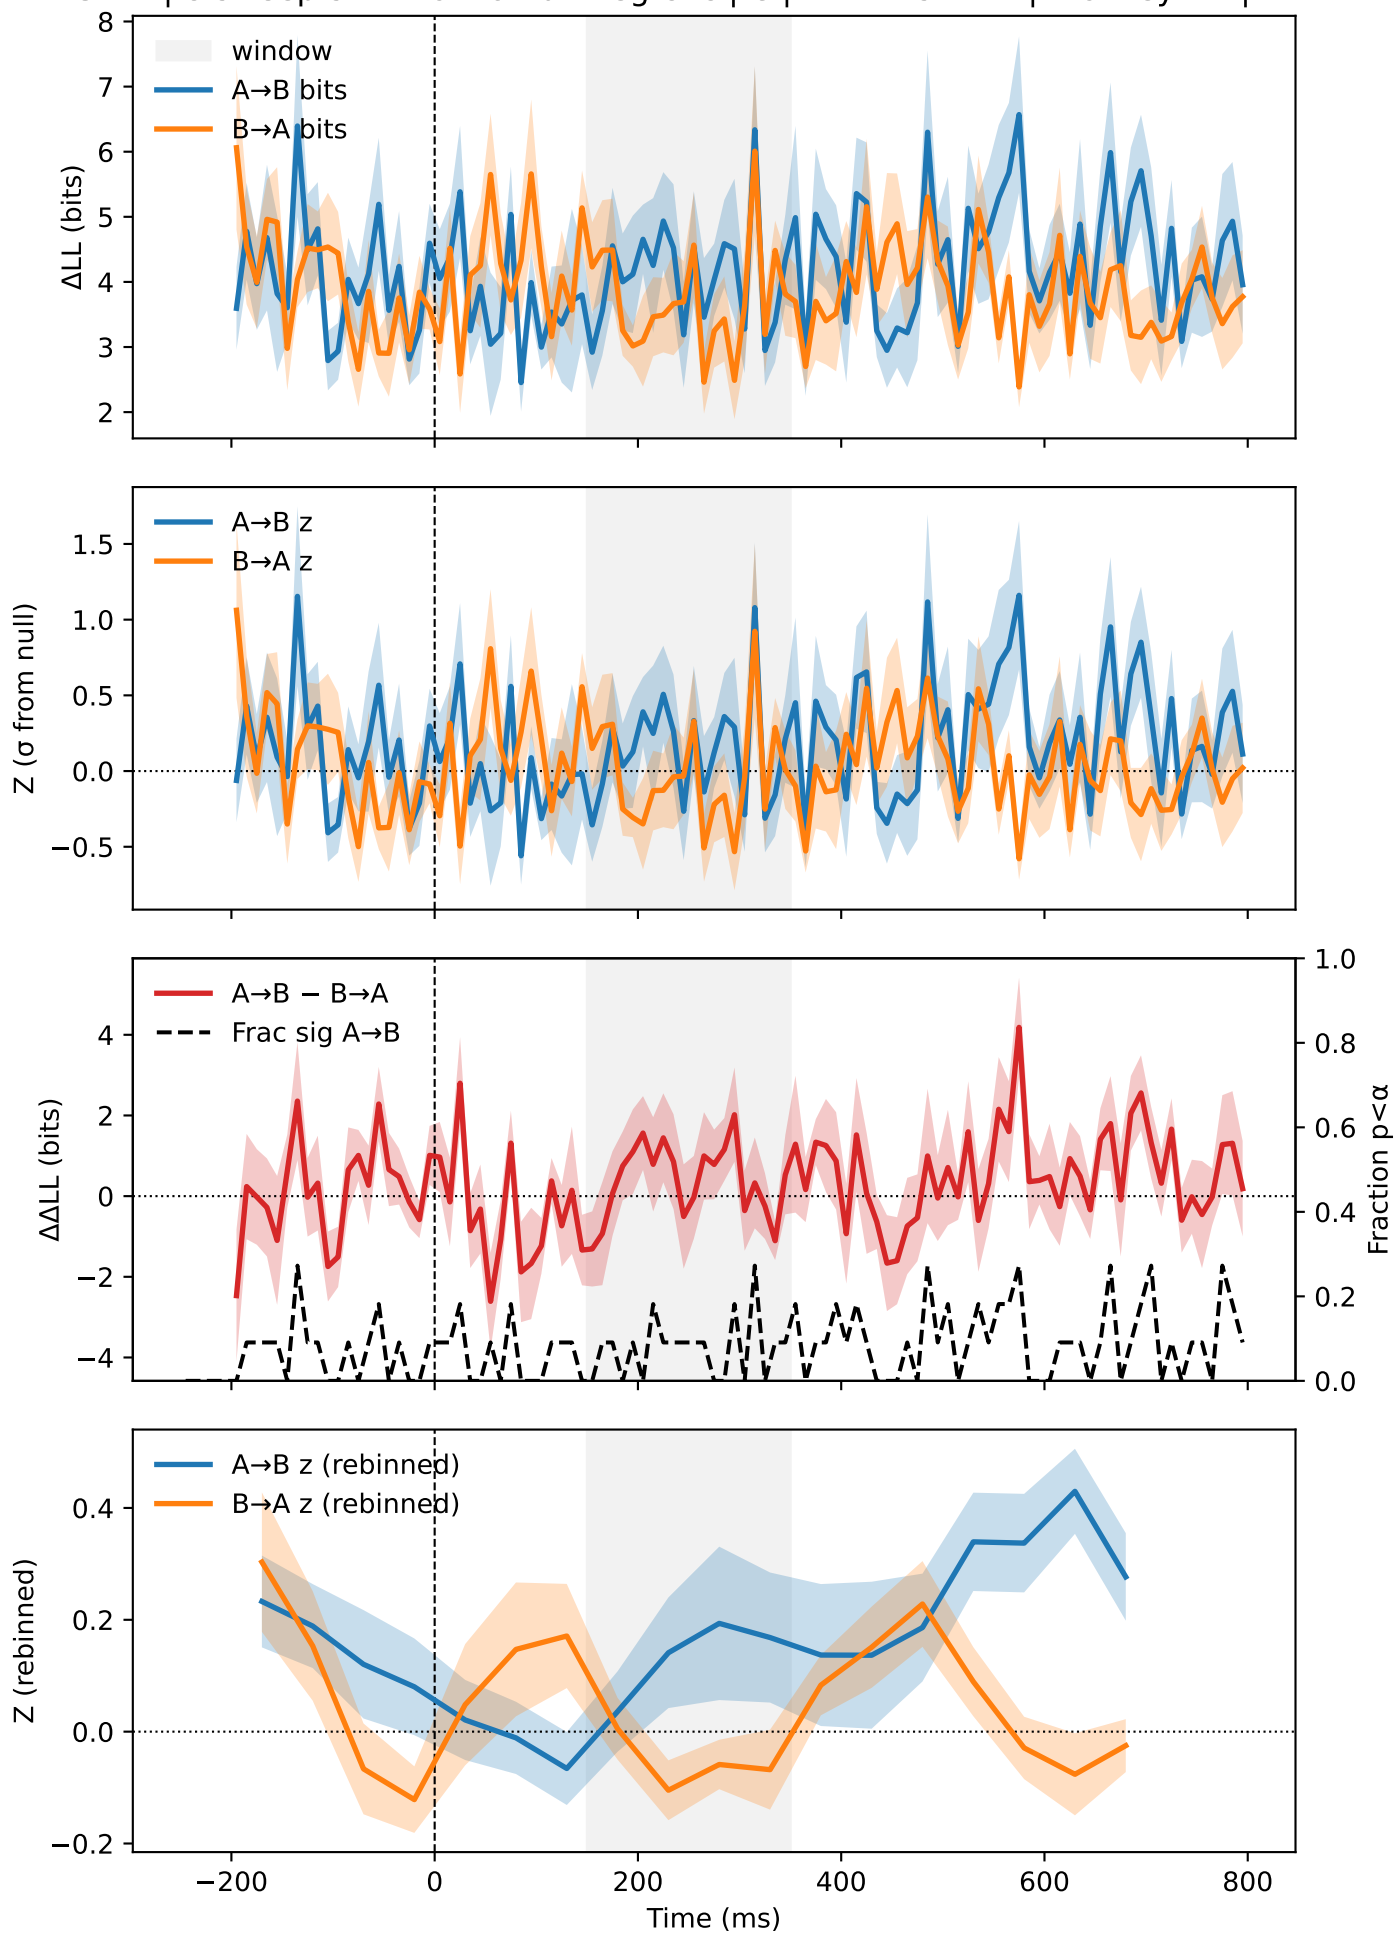 8
7
6
5
4
3
2
ΔLL (bits)
window
A→B bits
B→A bits
1.5
1.0
0.5
0.0
−0.5
Z (σ from null)
A→B z
B→A z
4
2
0
−2
−4
ΔΔLL (bits)
A→B − B→A
Frac sig A→B
1.0
0.8
0.6
0.4
0.2
0.0
Fraction p<α
0.4
0.2
0.0
−0.2
Z (rebinned)
A→B z (rebinned)
B→A z (rebinned)
−200 0 200 400 600 800
Time (ms)